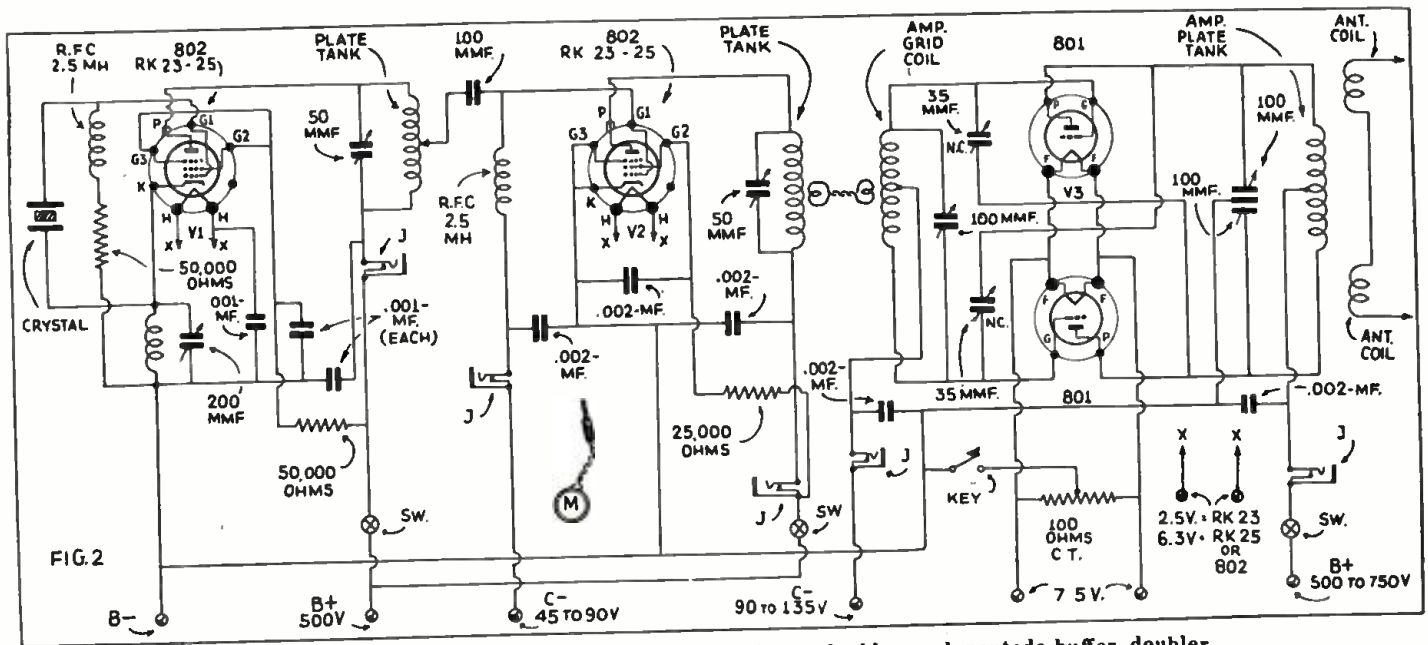 R.F.C
2.5 MH
802
RK 23-25
PLATE
TANK
100
MMF.
802
RK 23-25
PLATE
TANK
AMP.
GRID
COIL
801
AMP.
PLATE
TANK
ANT.
COIL
P
G1
G2
G3
K
H
H
V1
X
X
50
MMF
R.F.C
2.5
MH
P
G1
G2
G3
K
H
H
V2
X
X
50
MMF
35
MMF.
N.C.
P
G
F
F
V3
100 MMF.
100
MMF.
100
MMF.
CRYSTAL
50,000
OHMS
.001-
MF.
.001-
MF.
(EACH)
J
200
MMF
50,000
OHMS
.002-
MF.
.002-MF.
.002-
MF.
J
M
25,000
OHMS
J
SW.
SW
.002-
MF.
J
N.C.
35 MMF.
F
F
G
P
801
KEY
100
OHMS
C T.
.002-MF.
X
X
2.5V.= RK 23
6.3V= RK 25
OR
802
J
SW.
ANT.
COIL
FIG.2
B-
B+
500V
C-
45 TO 90V
C-
90 TO 135V
7 5 V.
B+
500 TO 750V
buffer, doubler